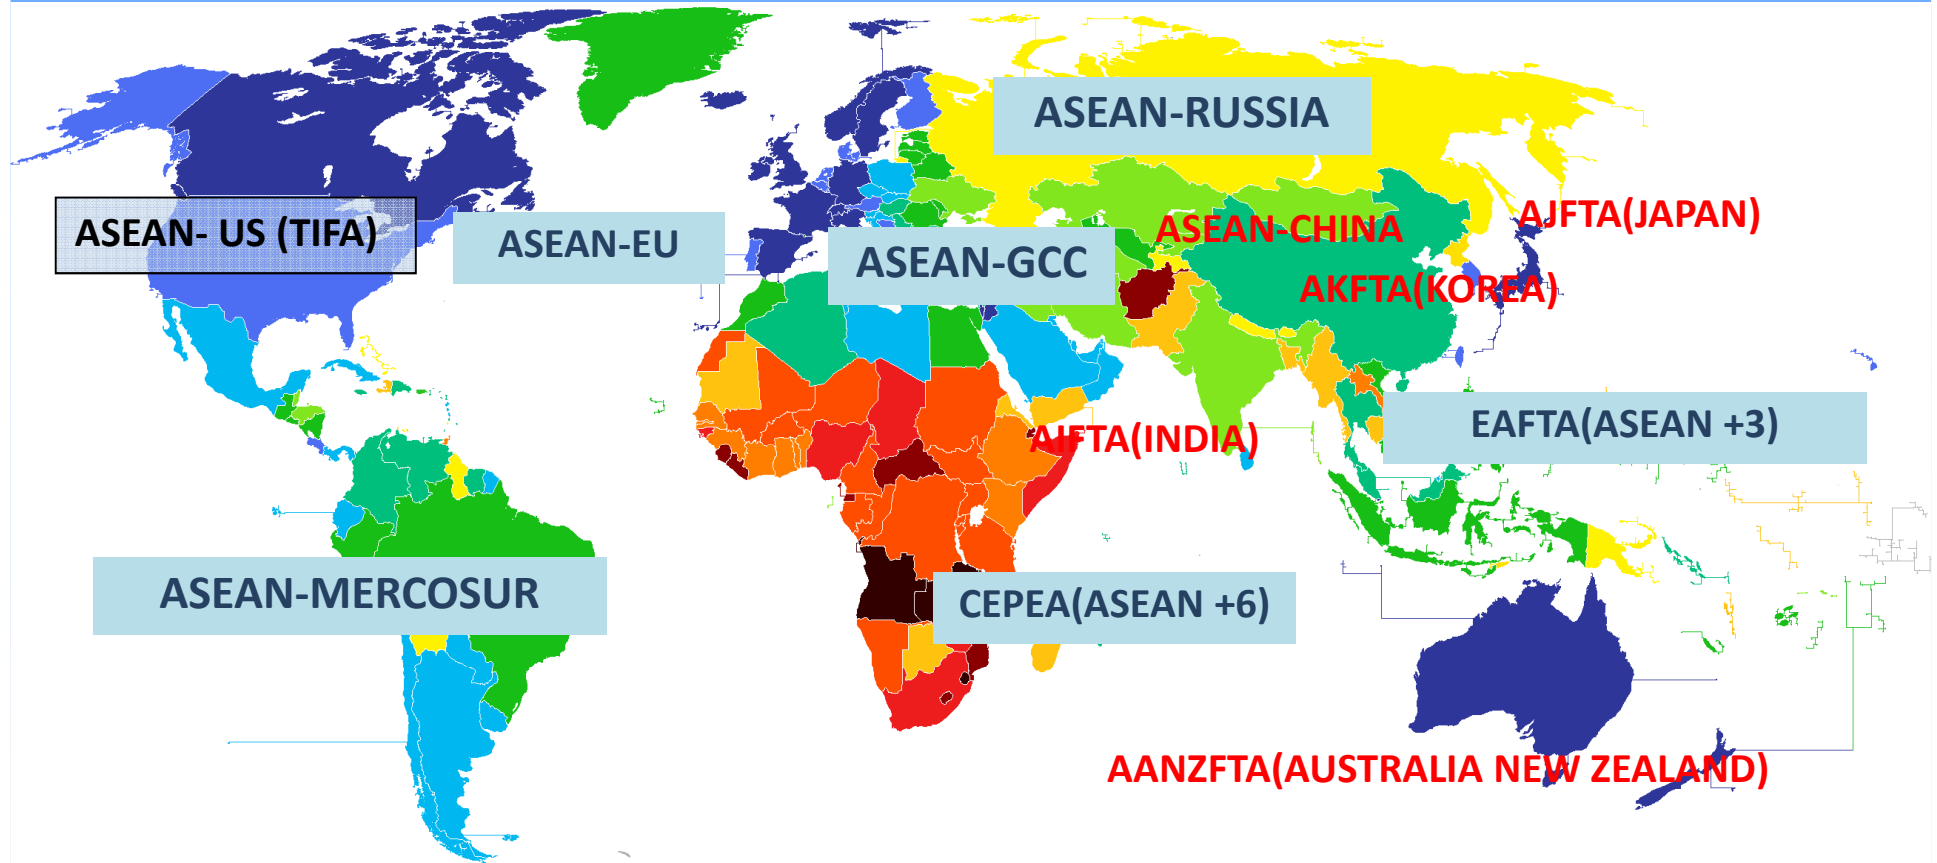 ASEAN-RUSSIA
ASEAN- US (TIFA)
ASEAN-EU
ASEAN-GCC
ASEAN-CHINA
AJFTA(JAPAN)
AKFTA(KOREA)
AIFTA(INDIA)
EAFTA(ASEAN +3)
ASEAN-MERCOSUR
CEPEA(ASEAN +6)
AANZFTA(AUSTRALIA NEW ZEALAND)